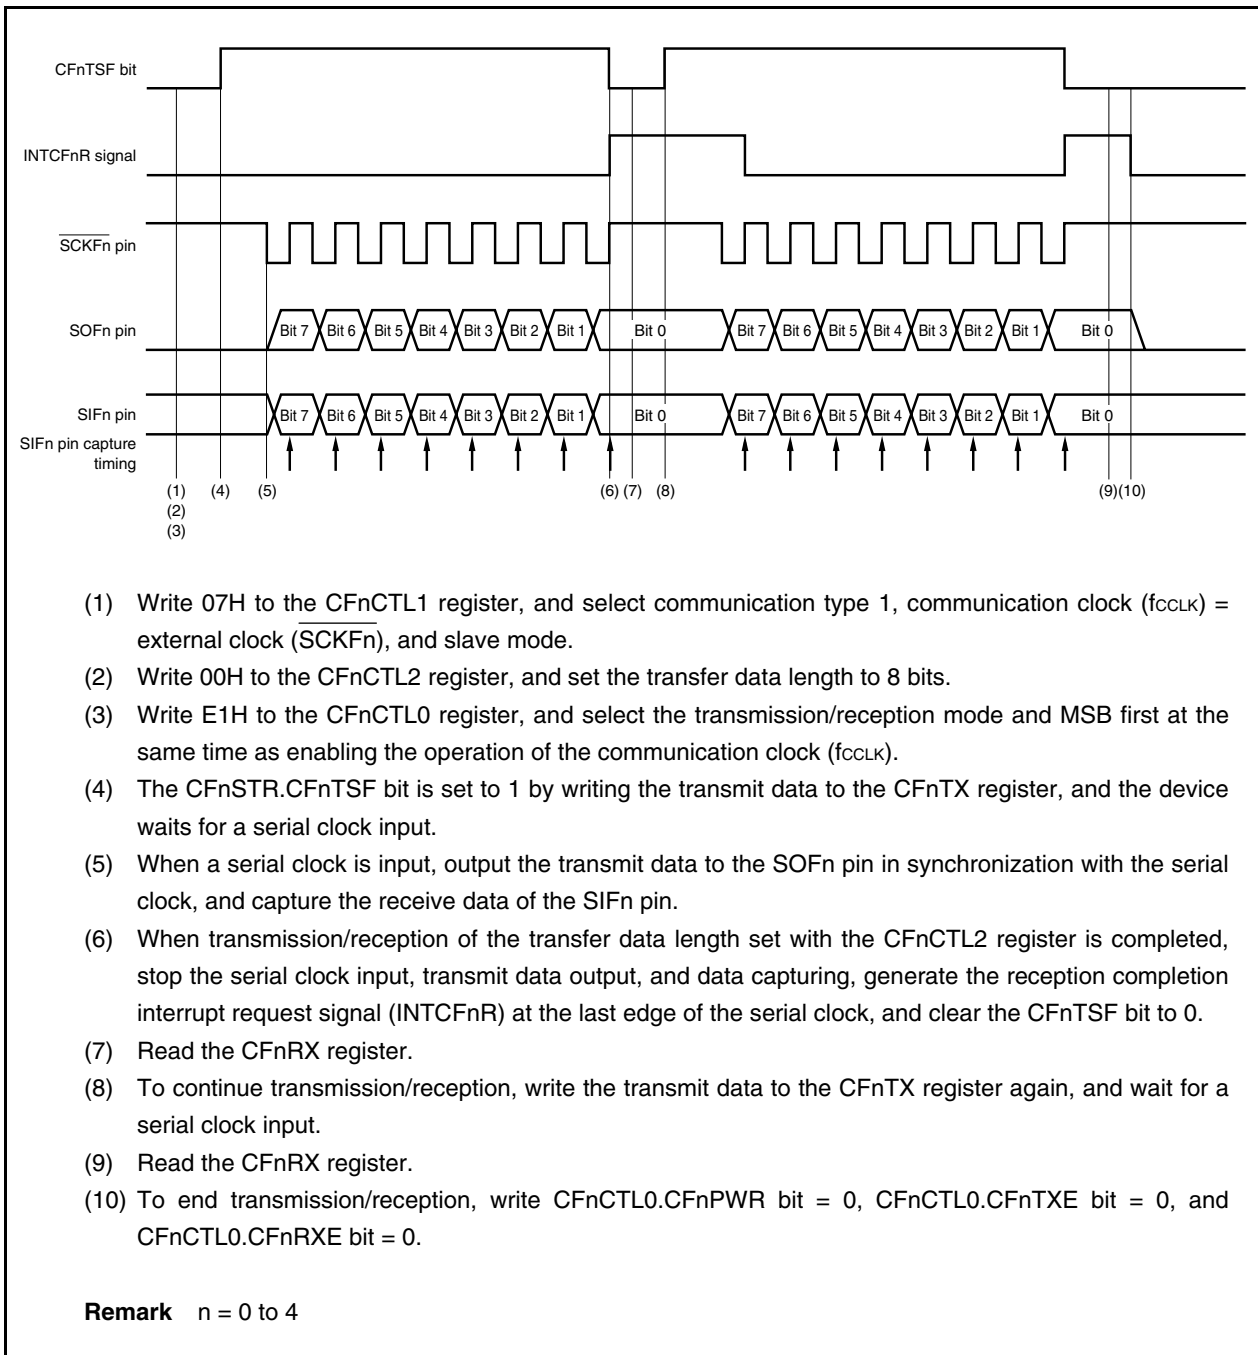 CFnTSF bit
INTCFnR signal
SCKFn pin
SOFn pin
Bit 7 Bit 6 Bit 5 Bit 4 Bit 3 Bit 2 Bit 1 Bit 0 Bit 7 Bit 6 Bit 5 Bit 4 Bit 3 Bit 2 Bit 1 Bit 0
SIFn pin
Bit 7 Bit 6 Bit 5 Bit 4 Bit 3 Bit 2 Bit 1 Bit 0 Bit 7 Bit 6 Bit 5 Bit 4 Bit 3 Bit 2 Bit 1 Bit 0
SIFn pin capture
timing
(1) (4) (5) (6) (7) (8) (9) (10)
(2)
(3)
(1) Write 07H to the CFnCTL1 register, and select communication type 1, communication clock (fCCLK) =
external clock (SCKFn), and slave mode.
(2) Write 00H to the CFnCTL2 register, and set the transfer data length to 8 bits.
(3) Write E1H to the CFnCTL0 register, and select the transmission/reception mode and MSB first at the
same time as enabling the operation of the communication clock (fCCLK).
(4) The CFnSTR.CFnTSF bit is set to 1 by writing the transmit data to the CFnTX register, and the device
waits for a serial clock input.
(5) When a serial clock is input, output the transmit data to the SOFn pin in synchronization with the serial
clock, and capture the receive data of the SIFn pin.
(6) When transmission/reception of the transfer data length set with the CFnCTL2 register is completed,
stop the serial clock input, transmit data output, and data capturing, generate the reception completion
interrupt request signal (INTCFnR) at the last edge of the serial clock, and clear the CFnTSF bit to 0.
(7) Read the CFnRX register.
(8) To continue transmission/reception, write the transmit data to the CFnTX register again, and wait for a
serial clock input.
(9) Read the CFnRX register.
(10) To end transmission/reception, write CFnCTL0.CFnPWR bit = 0, CFnCTL0.CFnTXE bit = 0, and
CFnCTL0.CFnRXE bit = 0.
Remark n = 0 to 4